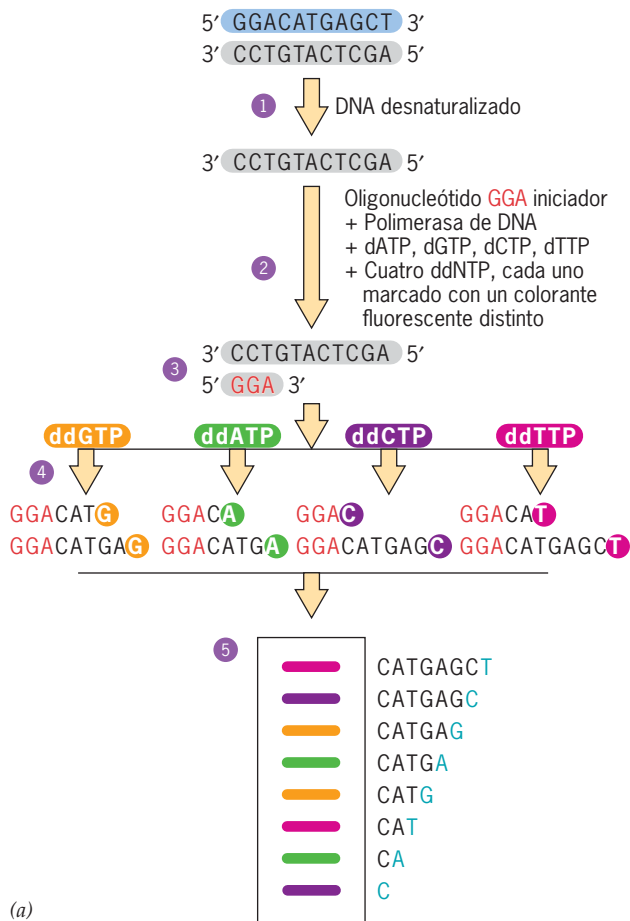 5′ GGACATGAGCT 3′
3′ CCTGTACTCGA 5′
1 DNA desnaturalizado
3′ CCTGTACTCGA 5′
Oligonucleótido GGA iniciador
+ Polimerasa de DNA
+ dATP, dGTP, dCTP, dTTP
2 + Cuatro ddNTP, cada uno
marcado con un colorante
fluorescente distinto
3′ CCTGTACTCGA 5′
3
5′ GGA 3′
ddGTP ddATP ddCTP ddTTP
4
GGACATG GGACA GGAC GGACAT
GGACATGAG GGACATGA GGACATGAGC GGACATGAGCT
5
CATGAGCT
CATGAGC
CATGAG
CATGA
CATG
CAT
CA
C
(a)